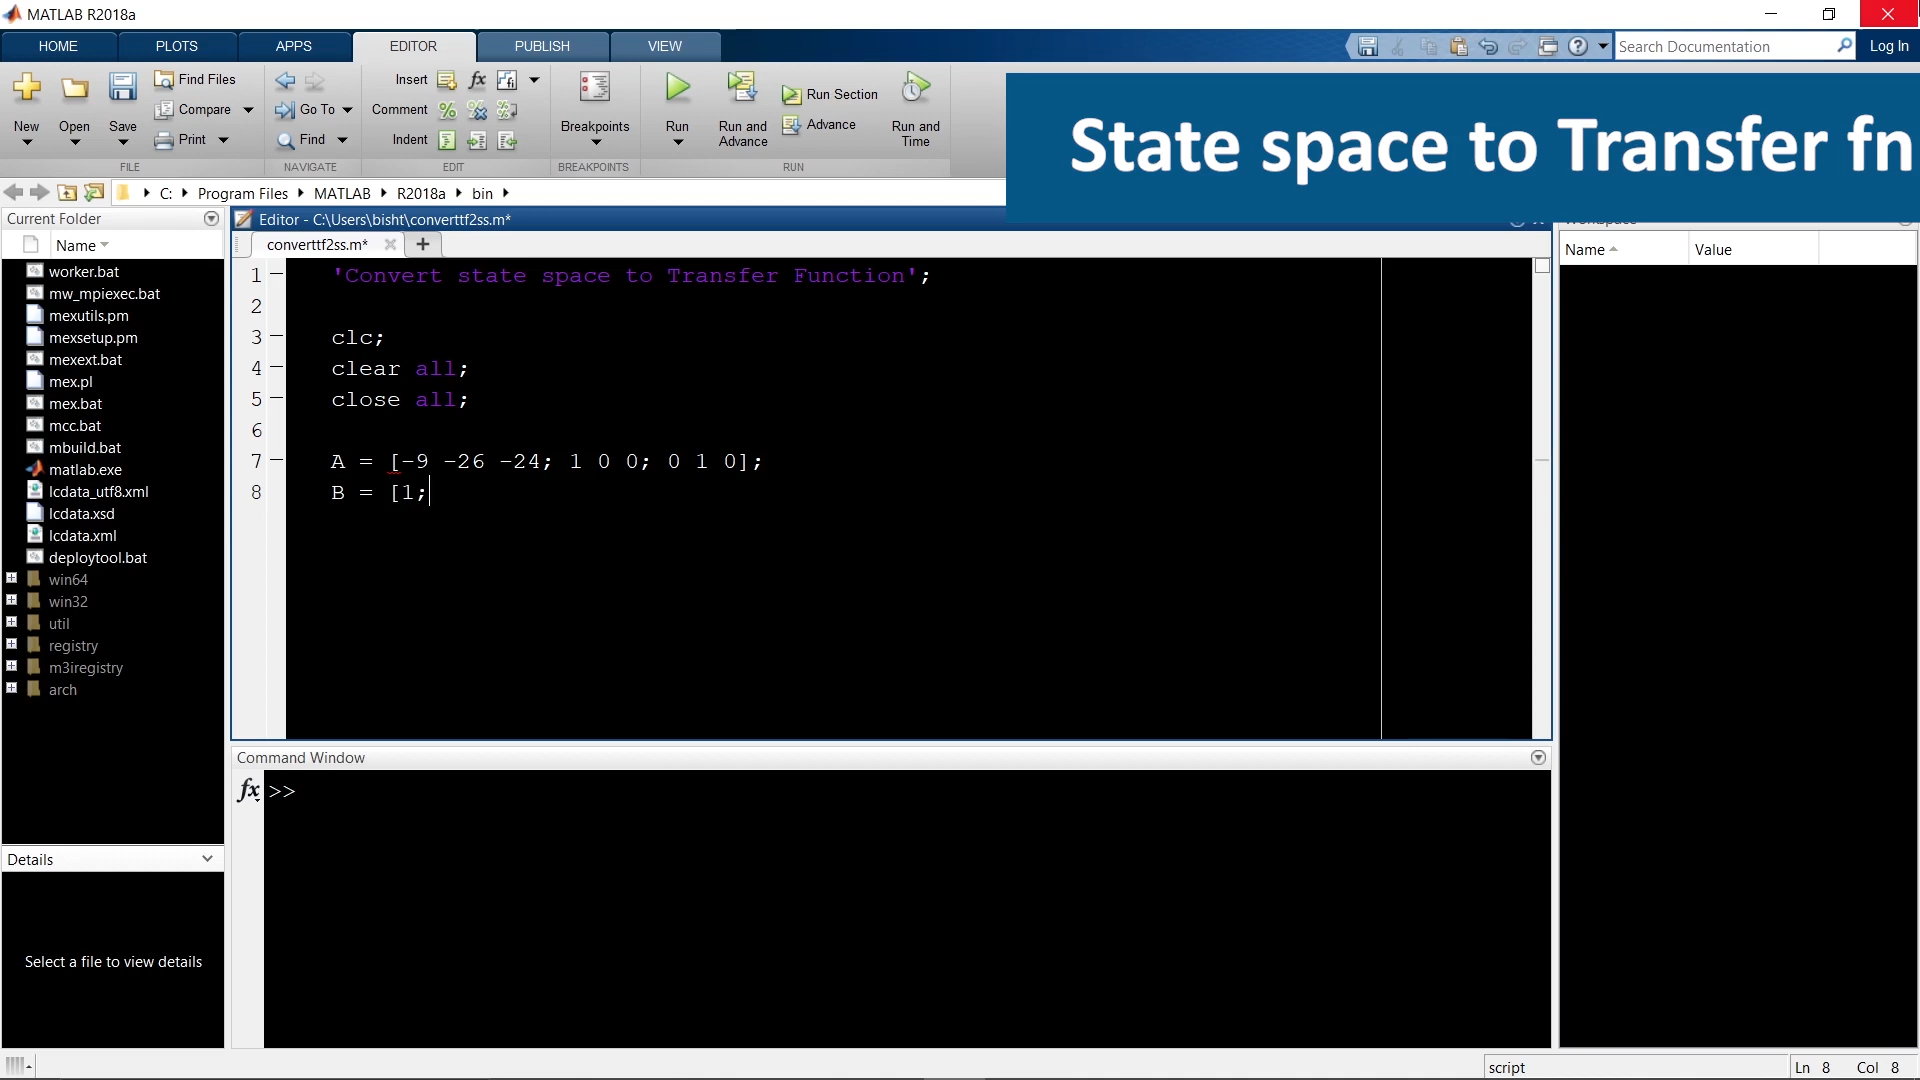 MATLAB R2018a
HOME PLOTS APPS EDITOR PUBLISH VIEW
Search Documentation Log In
New Open Save
Find Files
Compare
Print
FILE
Go To
Find
NAVIGATE
Insert fx fi
Comment % % %
Indent
EDIT
Breakpoints
BREAKPOINTS
Run
Run and Advance
Run Section
Advance
Run and Time
RUN
State space to Transfer fn
C: Program Files MATLAB R2018a bin
Current Folder
Name
worker.bat
mw_mpiexec.bat
mexutils.pm
mexsetup.pm
mexext.bat
mex.pl
mex.bat
mcc.bat
mbuild.bat
matlab.exe
lcdata_utf8.xml
lcdata.xsd
lcdata.xml
deploytool.bat
win64
win32
util
registry
m3iregistry
arch
Details
Select a file to view details
Editor - C:\Users\bisht\converttf2ss.m*
converttf2ss.m*
1 'Convert state space to Transfer Function';
2
3 clc;
4 clear all;
5 close all;
6
7 A = [-9 -26 -24; 1 0 0; 0 1 0];
8 B = [1;
Command Window
fx >>
Name Value
script Ln 8 Col 8